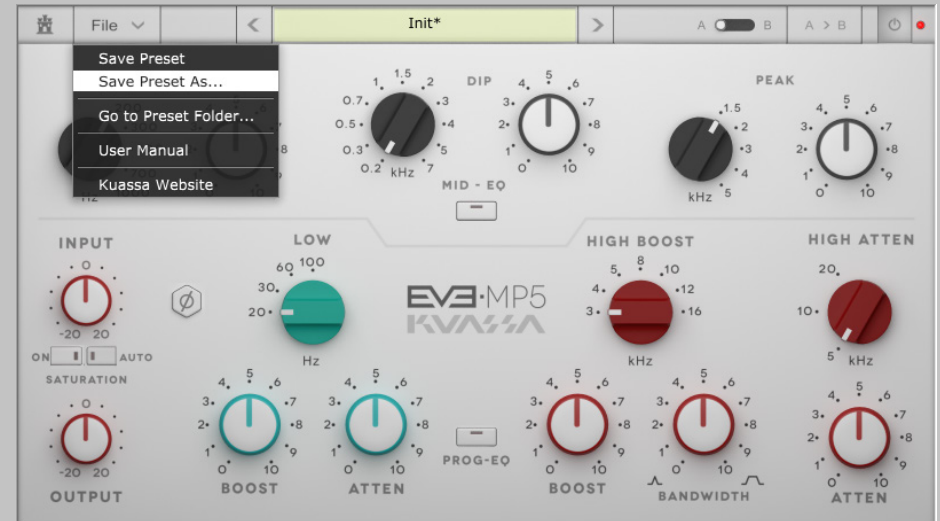 File
Init*
A B
A > B
Save Preset
Save Preset As...
Go to Preset Folder...
User Manual
Kuassa Website
Hz
0.2 0.3 0.5 0.7 1 1.5 2 3 4 5 7
kHz
DIP
0 1 2 3 4 5 6 7 8 9 10
MID - EQ
PEAK
1.5 2 3 4 5
kHz
0 1 2 3 4 5 6 7 8 9 10
INPUT
0
-20 20
ON AUTO
SATURATION
0
-20 20
OUTPUT
LOW
20 30 60 100
Hz
0 1 2 3 4 5 6 7 8 9 10
BOOST
0 1 2 3 4 5 6 7 8 9 10
ATTEN
EVE·MP5
KUASSA
PROG-EQ
HIGH BOOST
3 4 5 8 10 12 16
kHz
0 1 2 3 4 5 6 7 8 9 10
BOOST
0 1 2 3 4 5 6 7 8 9 10
BANDWIDTH
HIGH ATTEN
5 10 20
kHz
0 1 2 3 4 5 6 7 8 9 10
ATTEN